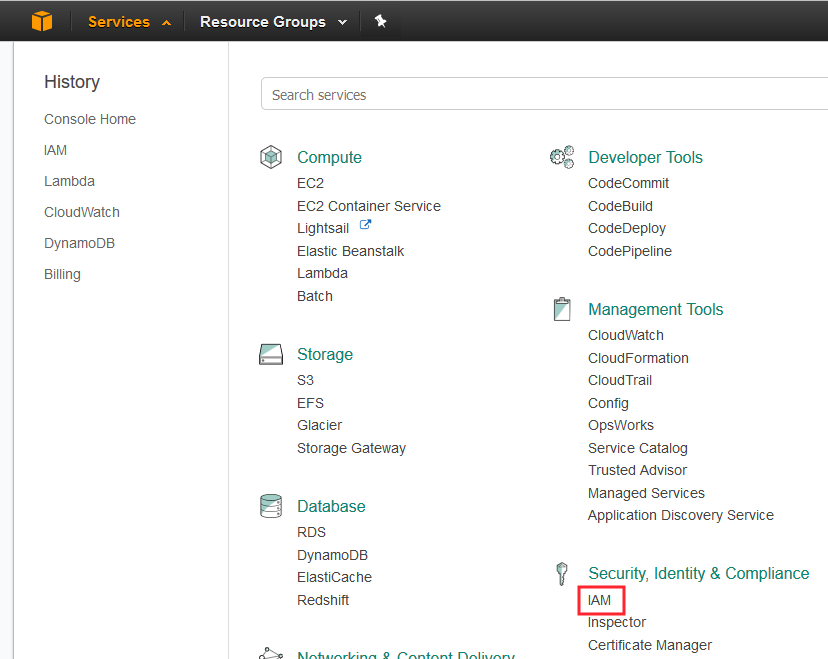 Services
Resource Groups
History
Console Home
IAM
Lambda
CloudWatch
DynamoDB
Billing
Search services
Compute
EC2
EC2 Container Service
Lightsail
Elastic Beanstalk
Lambda
Batch
Storage
S3
EFS
Glacier
Storage Gateway
Database
RDS
DynamoDB
ElastiCache
Redshift
Networking & Content Delivery
Developer Tools
CodeCommit
CodeBuild
CodeDeploy
CodePipeline
Management Tools
CloudWatch
CloudFormation
CloudTrail
Config
OpsWorks
Service Catalog
Trusted Advisor
Managed Services
Application Discovery Service
Security, Identity & Compliance
IAM
Inspector
Certificate Manager